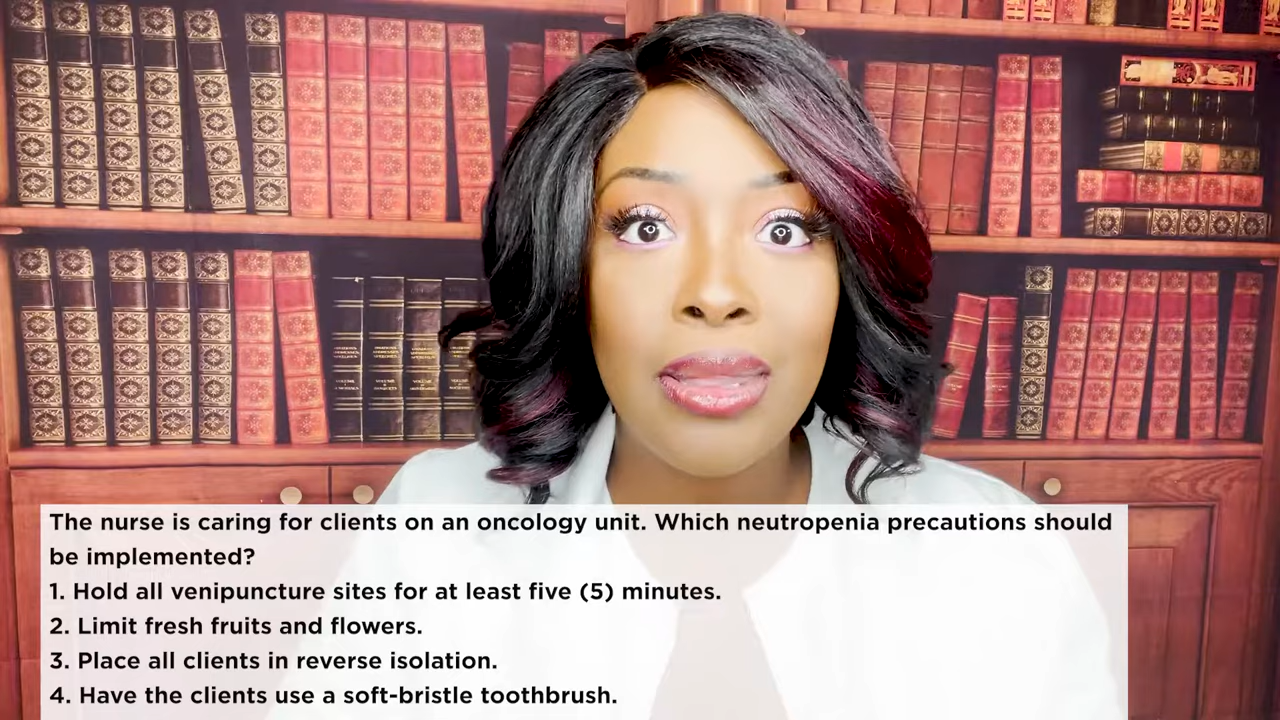 The nurse is caring for clients on an oncology unit. Which neutropenia precautions should
be implemented?
1. Hold all venipuncture sites for at least five (5) minutes.
2. Limit fresh fruits and flowers.
3. Place all clients in reverse isolation.
4. Have the clients use a soft-bristle toothbrush.